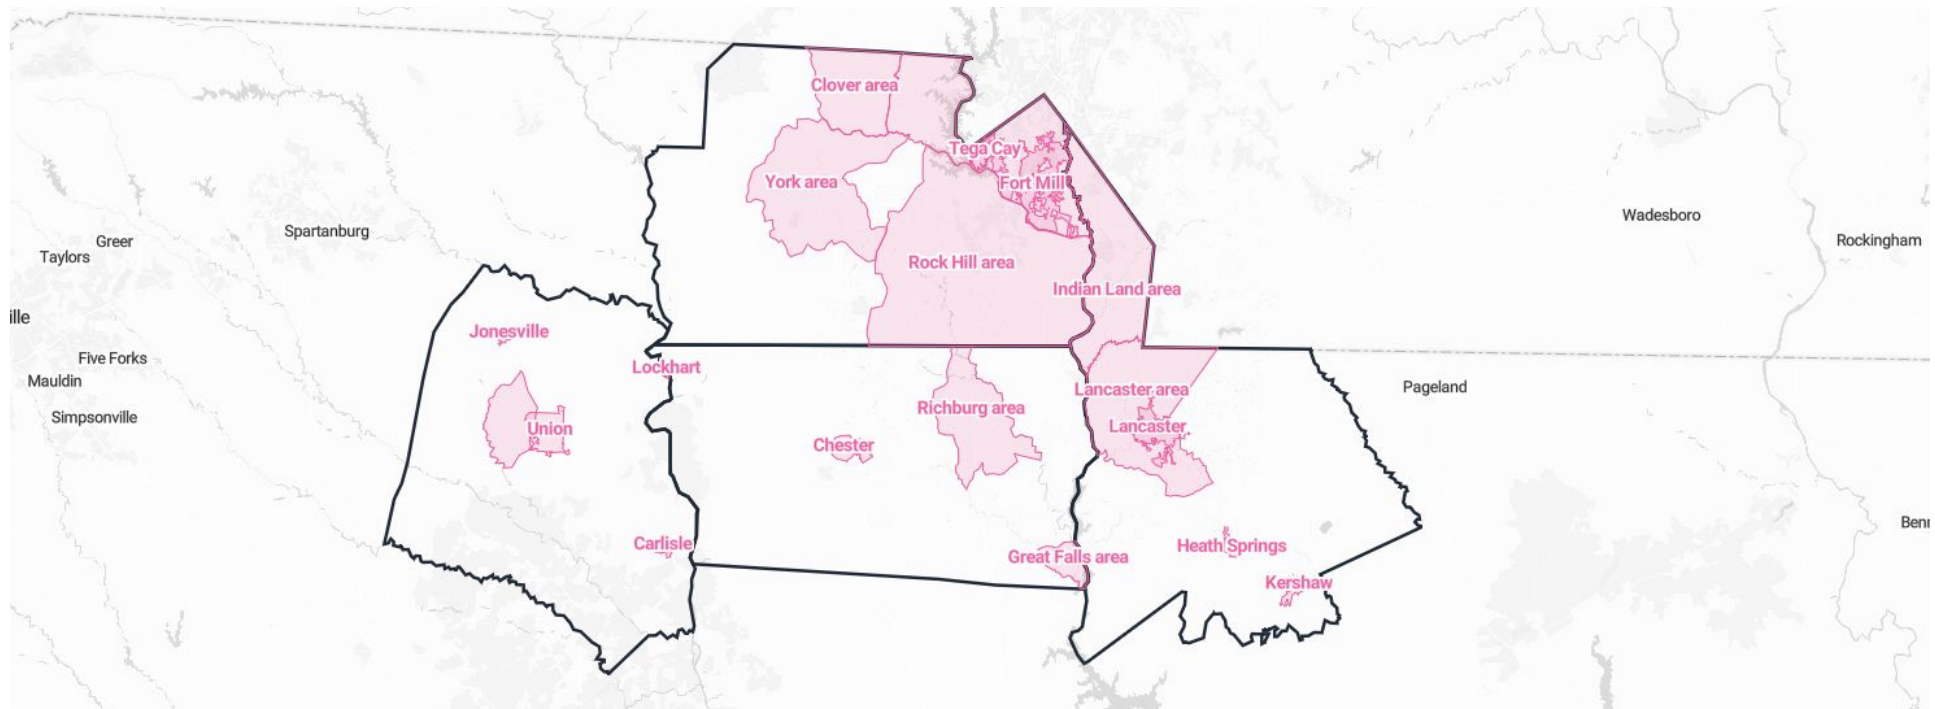 Clover area
Tega Cay
York area
Fort Mill
Wadesboro
Spartanburg
Greer
Rockingham
Taylors
Rock Hill area
Indian Land area
ille
Jonesville
Five Forks
Lockhart
Mauldin
Pageland
Lancaster area
Simpsonville
Richburg area
Union
Lancaster
Chester
Benn
Carlisle
Heath Springs
Great Falls area
Kershaw